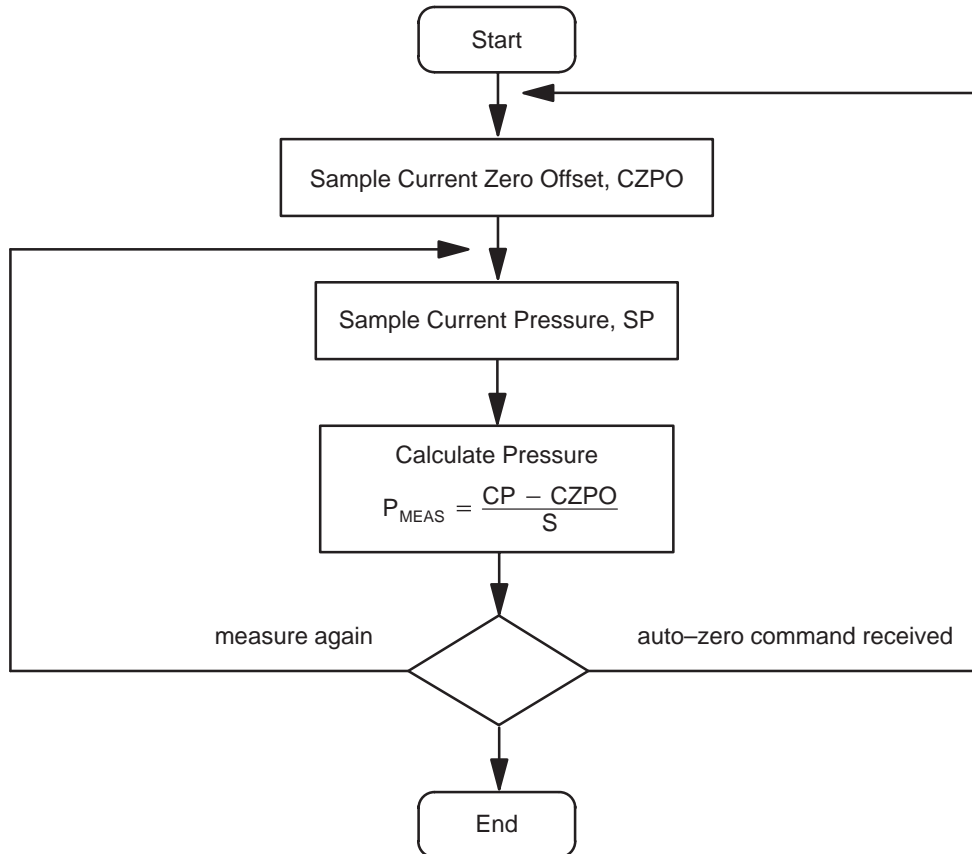 Start
Sample Current Zero Offset, CZPO
Sample Current Pressure, SP
Calculate Pressure
P_MEAS = CP − CZPO
S
measure again
auto–zero command received
End